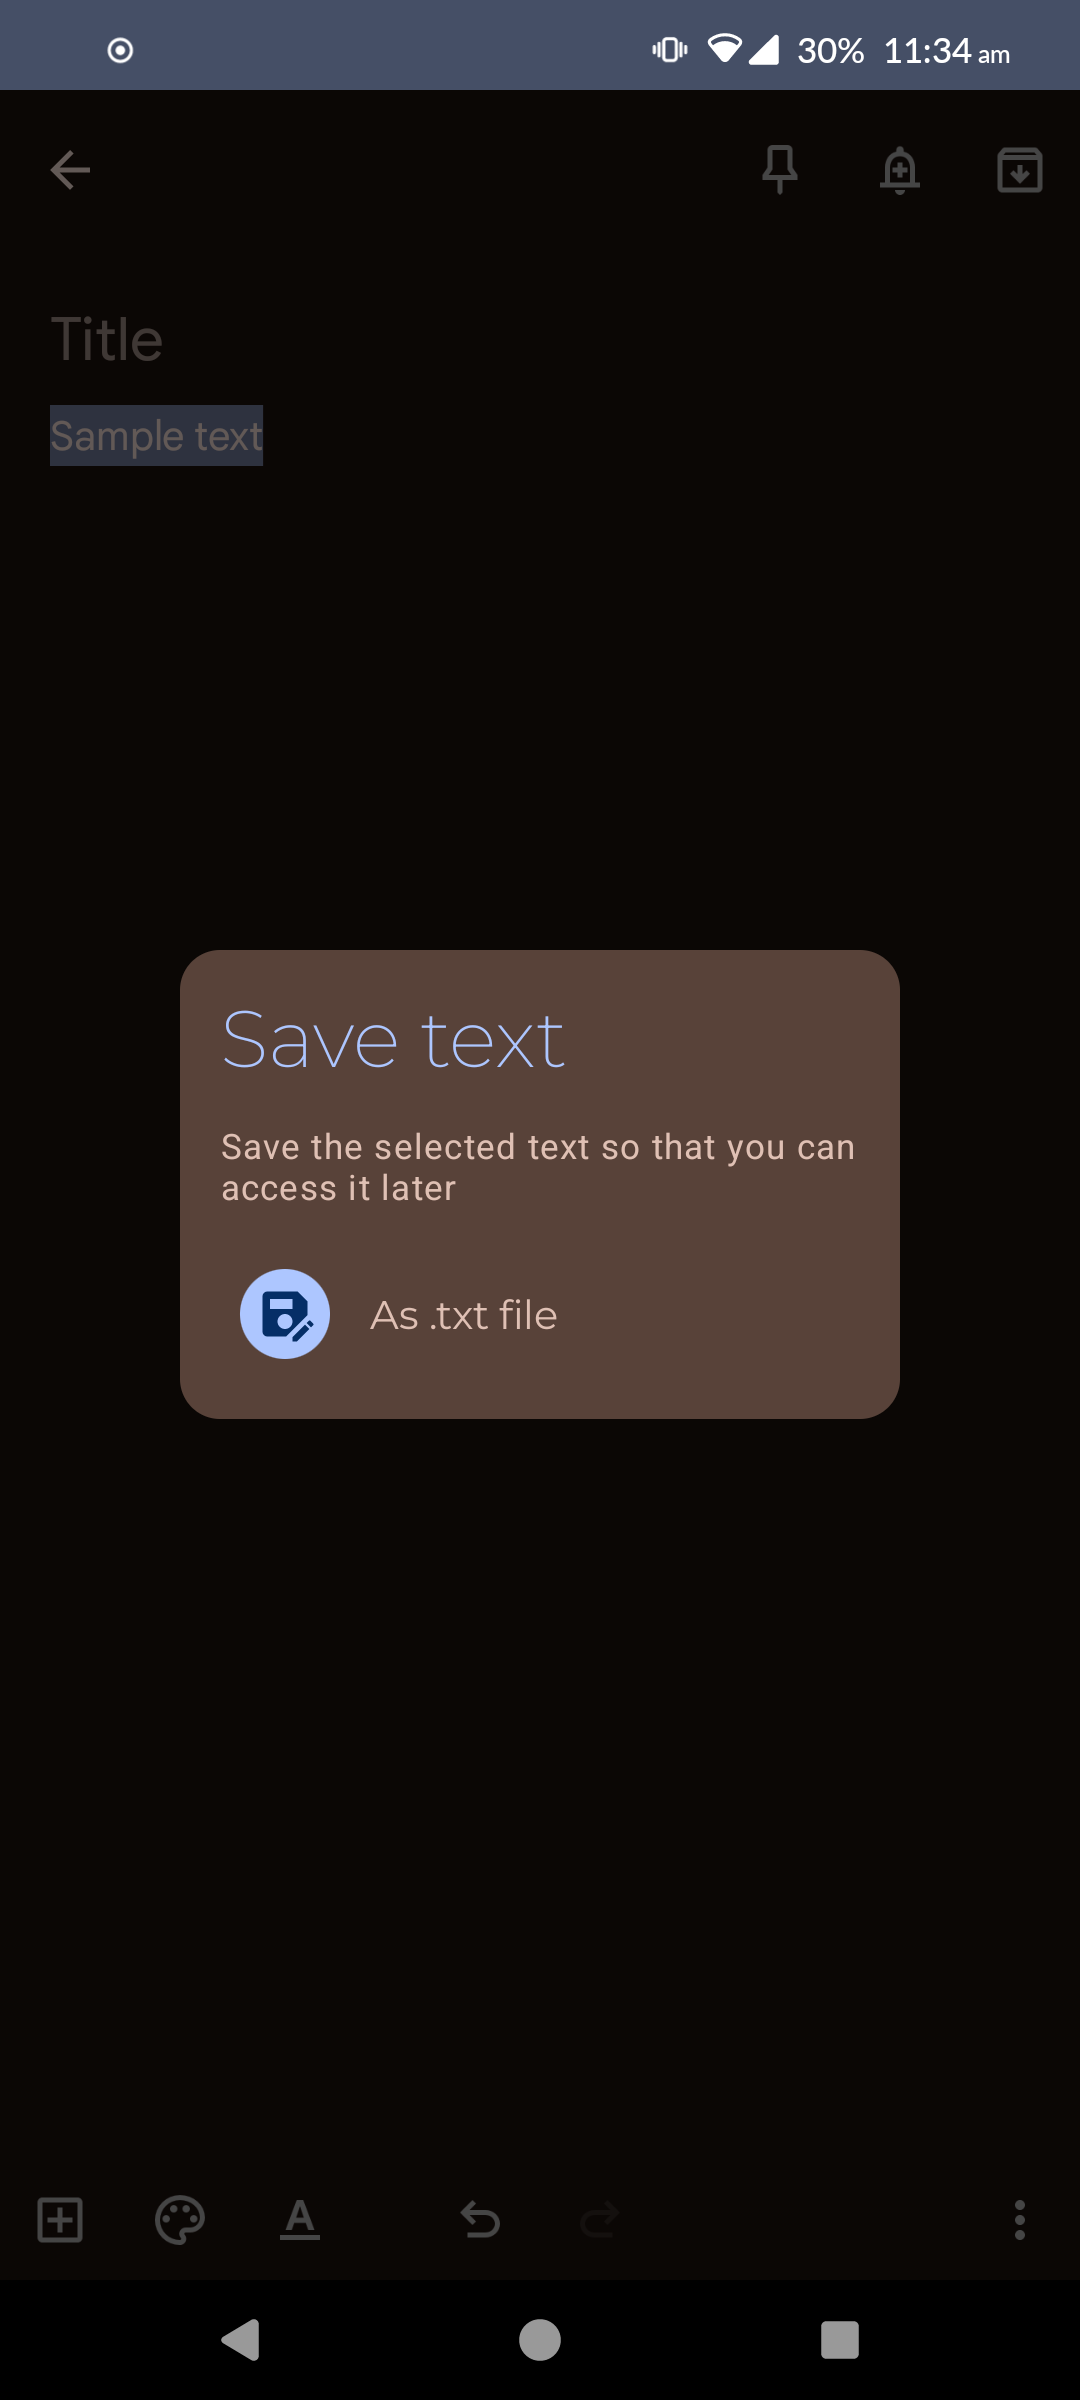 30% 11:34 am
Title
Sample text
Save text
Save the selected text so that you can
access it later
As .txt file
A